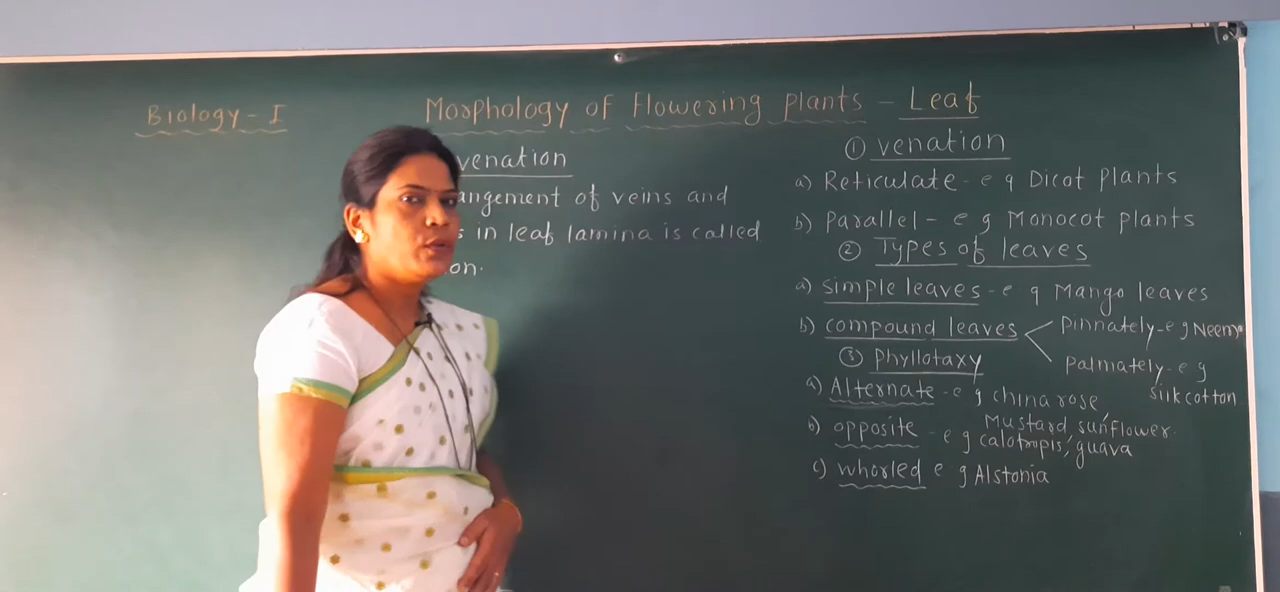 Biology - I
Morphology of Flowering Plants - Leaf
venation
angement of veins and
s in leaf lamina is called
on.
① venation
a) Reticulate - e g Dicot Plants
b) Parallel - e g Monocot plants
② Types of leaves
a) simple leaves - e g Mango leaves
b) compound leaves < Pinnately - e g Neem
Palmately - e g
silk cotton
③ Phyllotaxy
a) Alternate - e g china rose,
Mustard sunflower.
b) opposite - e g calotropis, guava
c) whorled e g Alstonia